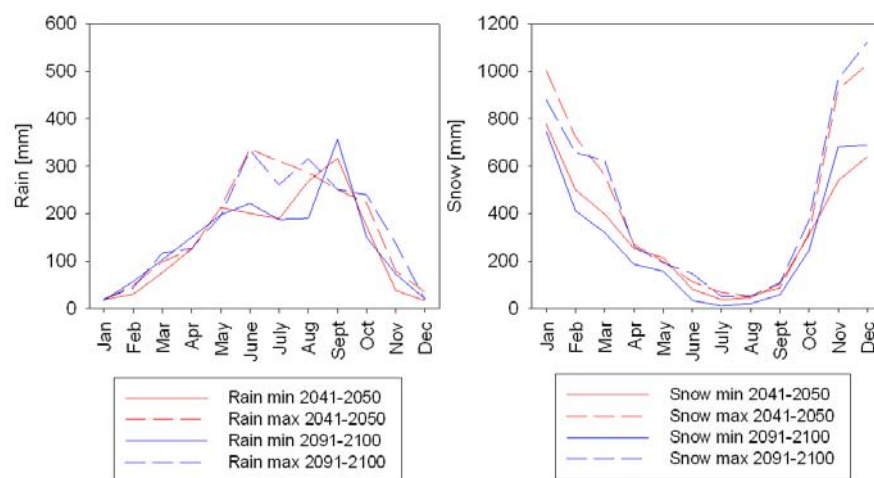 600
500
400
300
200
100
0
Rain [mm]
Jan
Feb
Mar
Apr
May
June
July
Aug
Sept
Oct
Nov
Dec
Rain min 2041-2050
Rain max 2041-2050
Rain min 2091-2100
Rain max 2091-2100
1200
1000
800
600
400
200
0
Snow [mm]
Jan
Feb
Mar
Apr
May
June
July
Aug
Sept
Oct
Nov
Dec
Snow min 2041-2050
Snow max 2041-2050
Snow min 2091-2100
Snow max 2091-2100